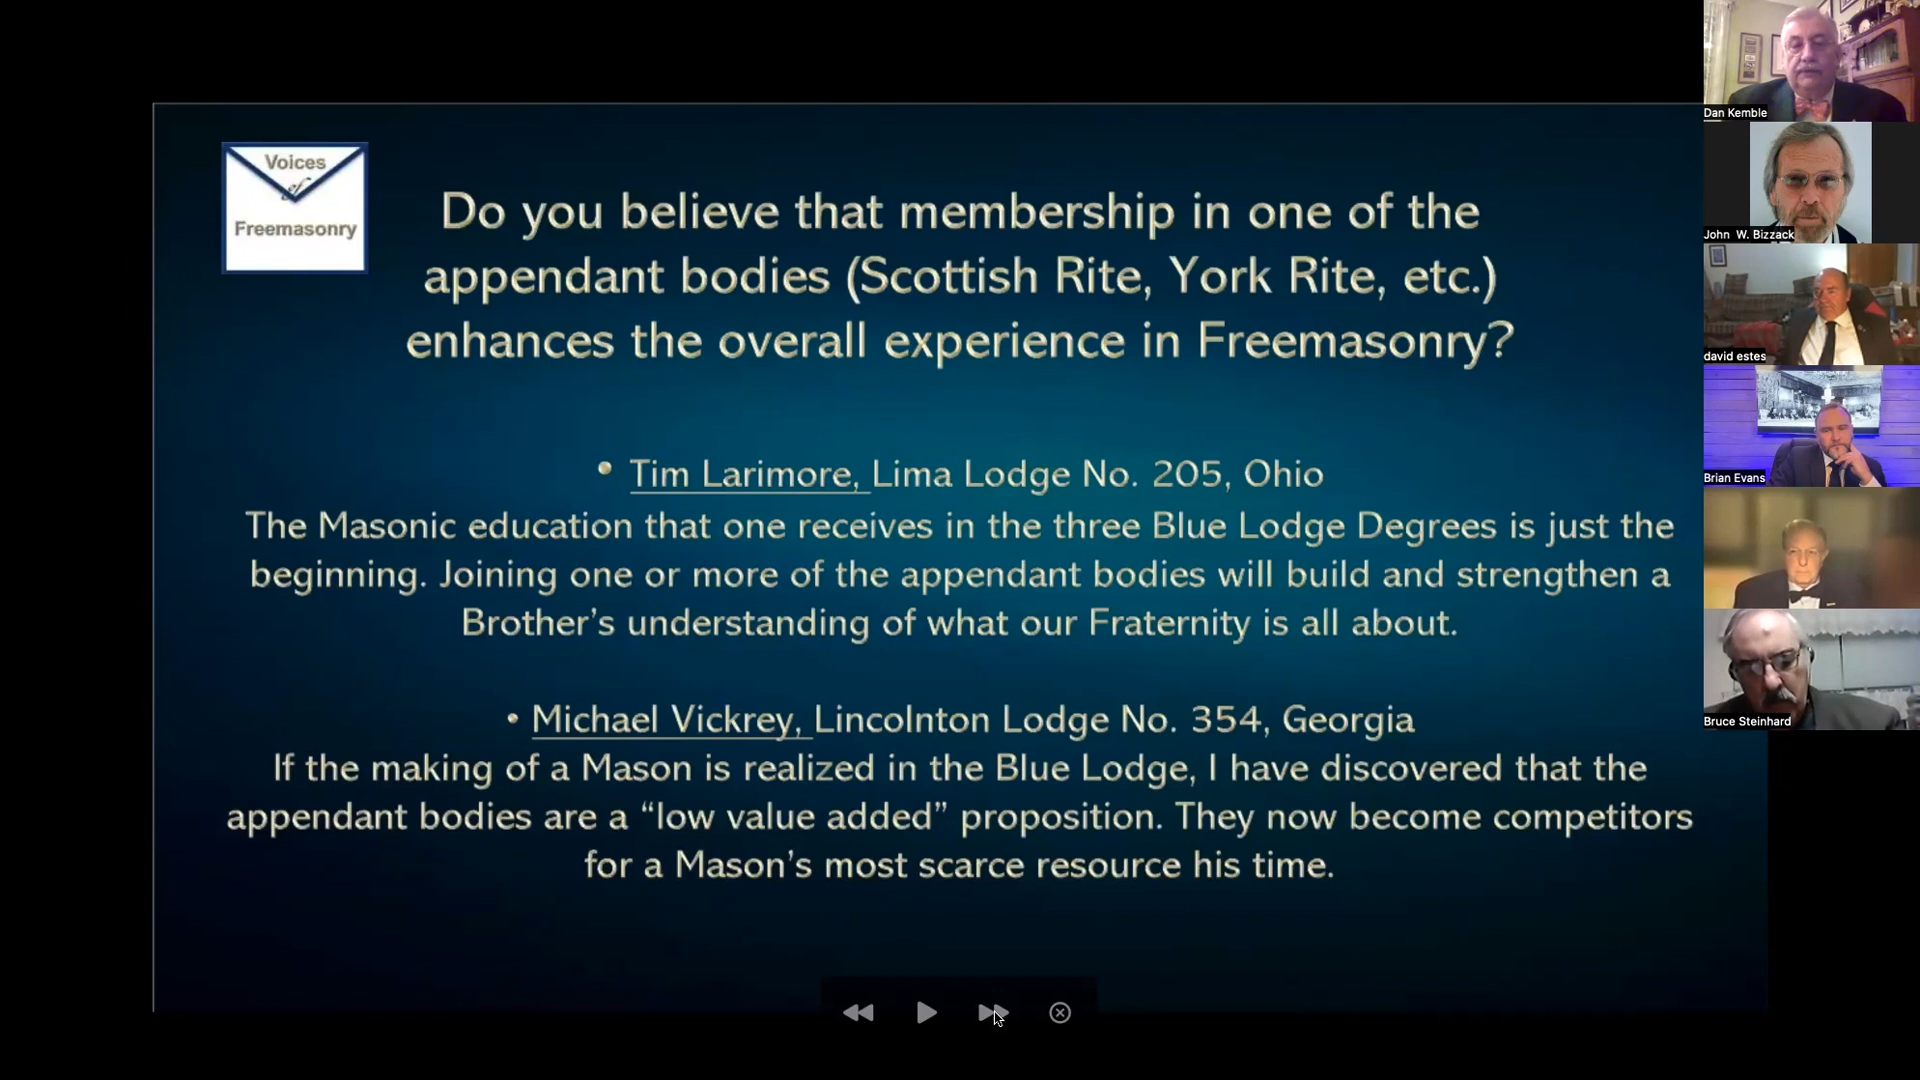 Voices
of
Freemasonry
Do you believe that membership in one of the
appendant bodies (Scottish Rite, York Rite, etc.)
enhances the overall experience in Freemasonry?
• Tim Larimore, Lima Lodge No. 205, Ohio
The Masonic education that one receives in the three Blue Lodge Degrees is just the
beginning. Joining one or more of the appendant bodies will build and strengthen a
Brother’s understanding of what our Fraternity is all about.
• Michael Vickrey, Lincolnton Lodge No. 354, Georgia
If the making of a Mason is realized in the Blue Lodge, I have discovered that the
appendant bodies are a “low value added” proposition. They now become competitors
for a Mason’s most scarce resource his time.
Dan Kemble
John W. Bizzack
david estes
Brian Evans
Bruce Steinhard